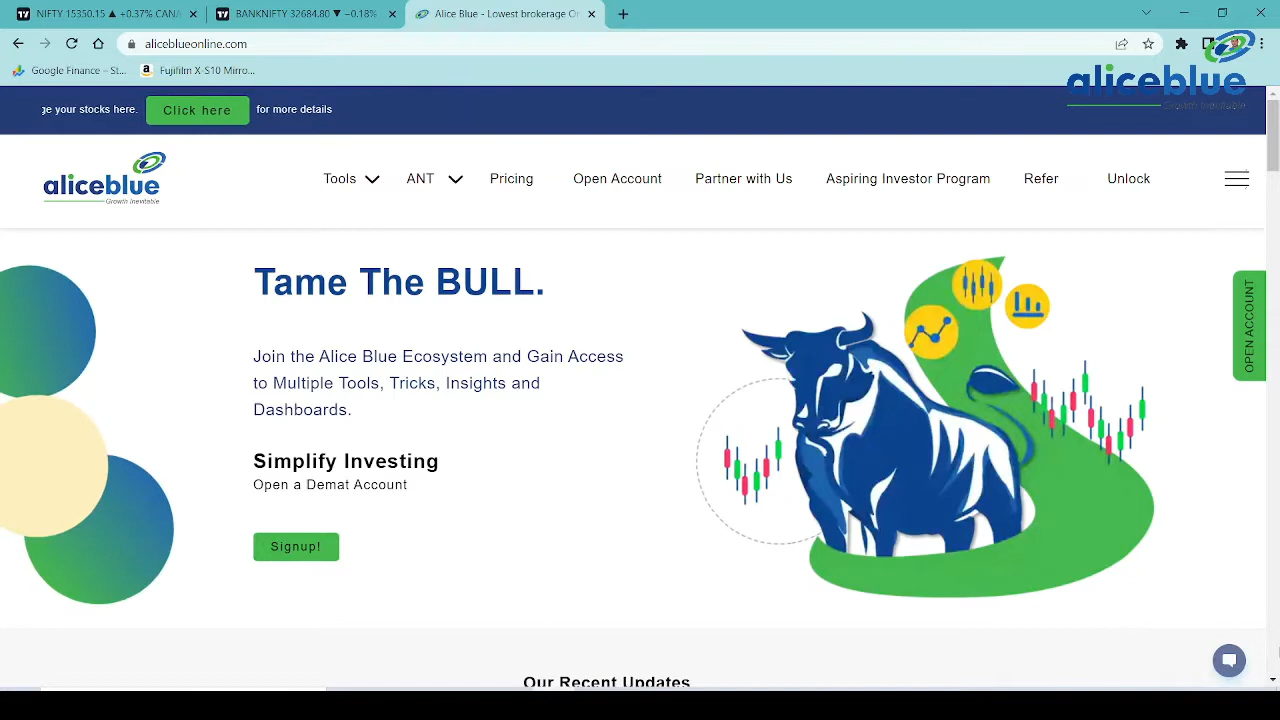 NIFTY 15350.15 ▲ +0.37% CAN/
BANKNIFTY 32684.80 ▼ −0.18%
Alice Blue - Lowest brokerage On
aliceblueonline.com
Google Finance – St...
Fujifilm X-S10 Mirro...
aliceblue
Growth Inevitable
ge your stocks here. Click here for more details
aliceblue
Growth Inevitable
Tools ANT Pricing Open Account Partner with Us Aspiring Investor Program Refer Unlock
Tame The BULL.
Join the Alice Blue Ecosystem and Gain Access
to Multiple Tools, Tricks, Insights and
Dashboards.
Simplify Investing
Open a Demat Account
Signup!
OPEN ACCOUNT
Our Recent Updates